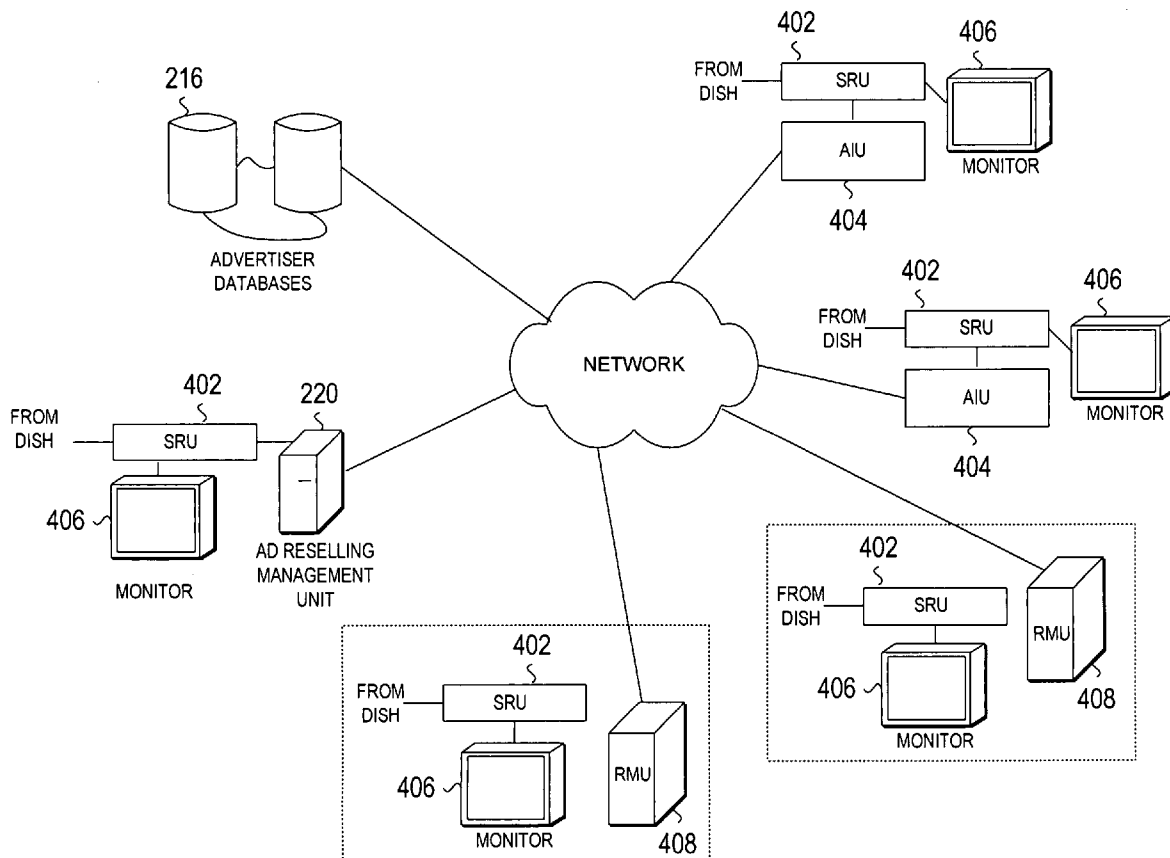 402
406
FROM
DISH
SRU
AIU
MONITOR
404
216
ADVERTISER
DATABASES
402
406
FROM
DISH
SRU
AIU
MONITOR
404
NETWORK
402
220
FROM
DISH
SRU
406
MONITOR
AD RESELLING
MANAGEMENT
UNIT
402
FROM
DISH
SRU
RMU
406
408
MONITOR
402
FROM
DISH
SRU
RMU
406
408
MONITOR